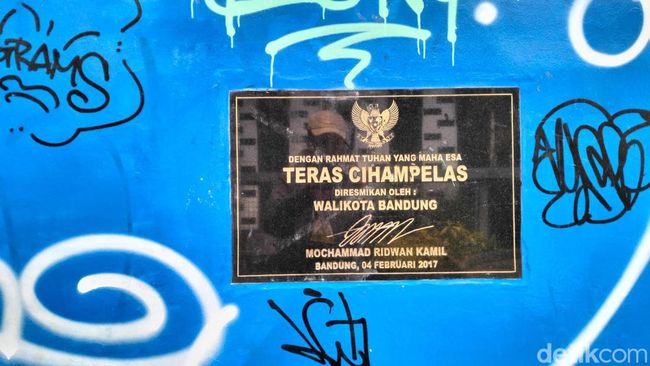 DENGAN RAHMAT TUHAN YANG MAHA ESA
TERAS CIHAMPELAS
DIRESMIKAN OLEH :
WALIKOTA BANDUNG
MOCHAMMAD RIDWAN KAMIL
BANDUNG, 04 FEBRUARI 2017
detikcom